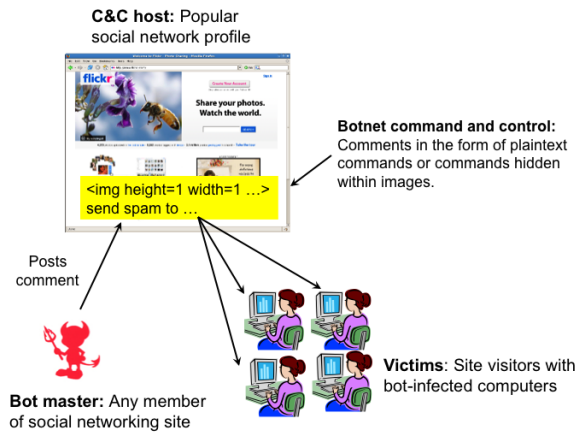 C&C host: Popular
social network profile
flickr
Share your photos.
Watch the world.
Botnet command and control:
Comments in the form of plaintext
commands or commands hidden
within images.
<img height=1 width=1 …>
send spam to …
Posts
comment
Victims: Site visitors with
bot-infected computers
Bot master: Any member
of social networking site